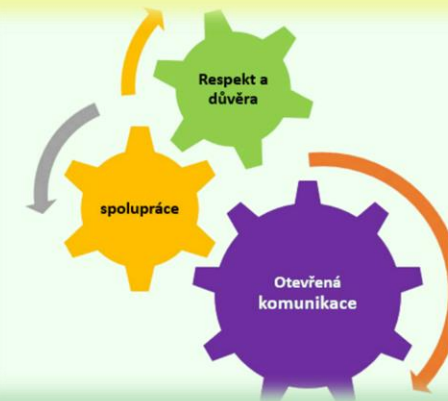 Respekt a
důvěra
spolupráce
Otevřená
komunikace